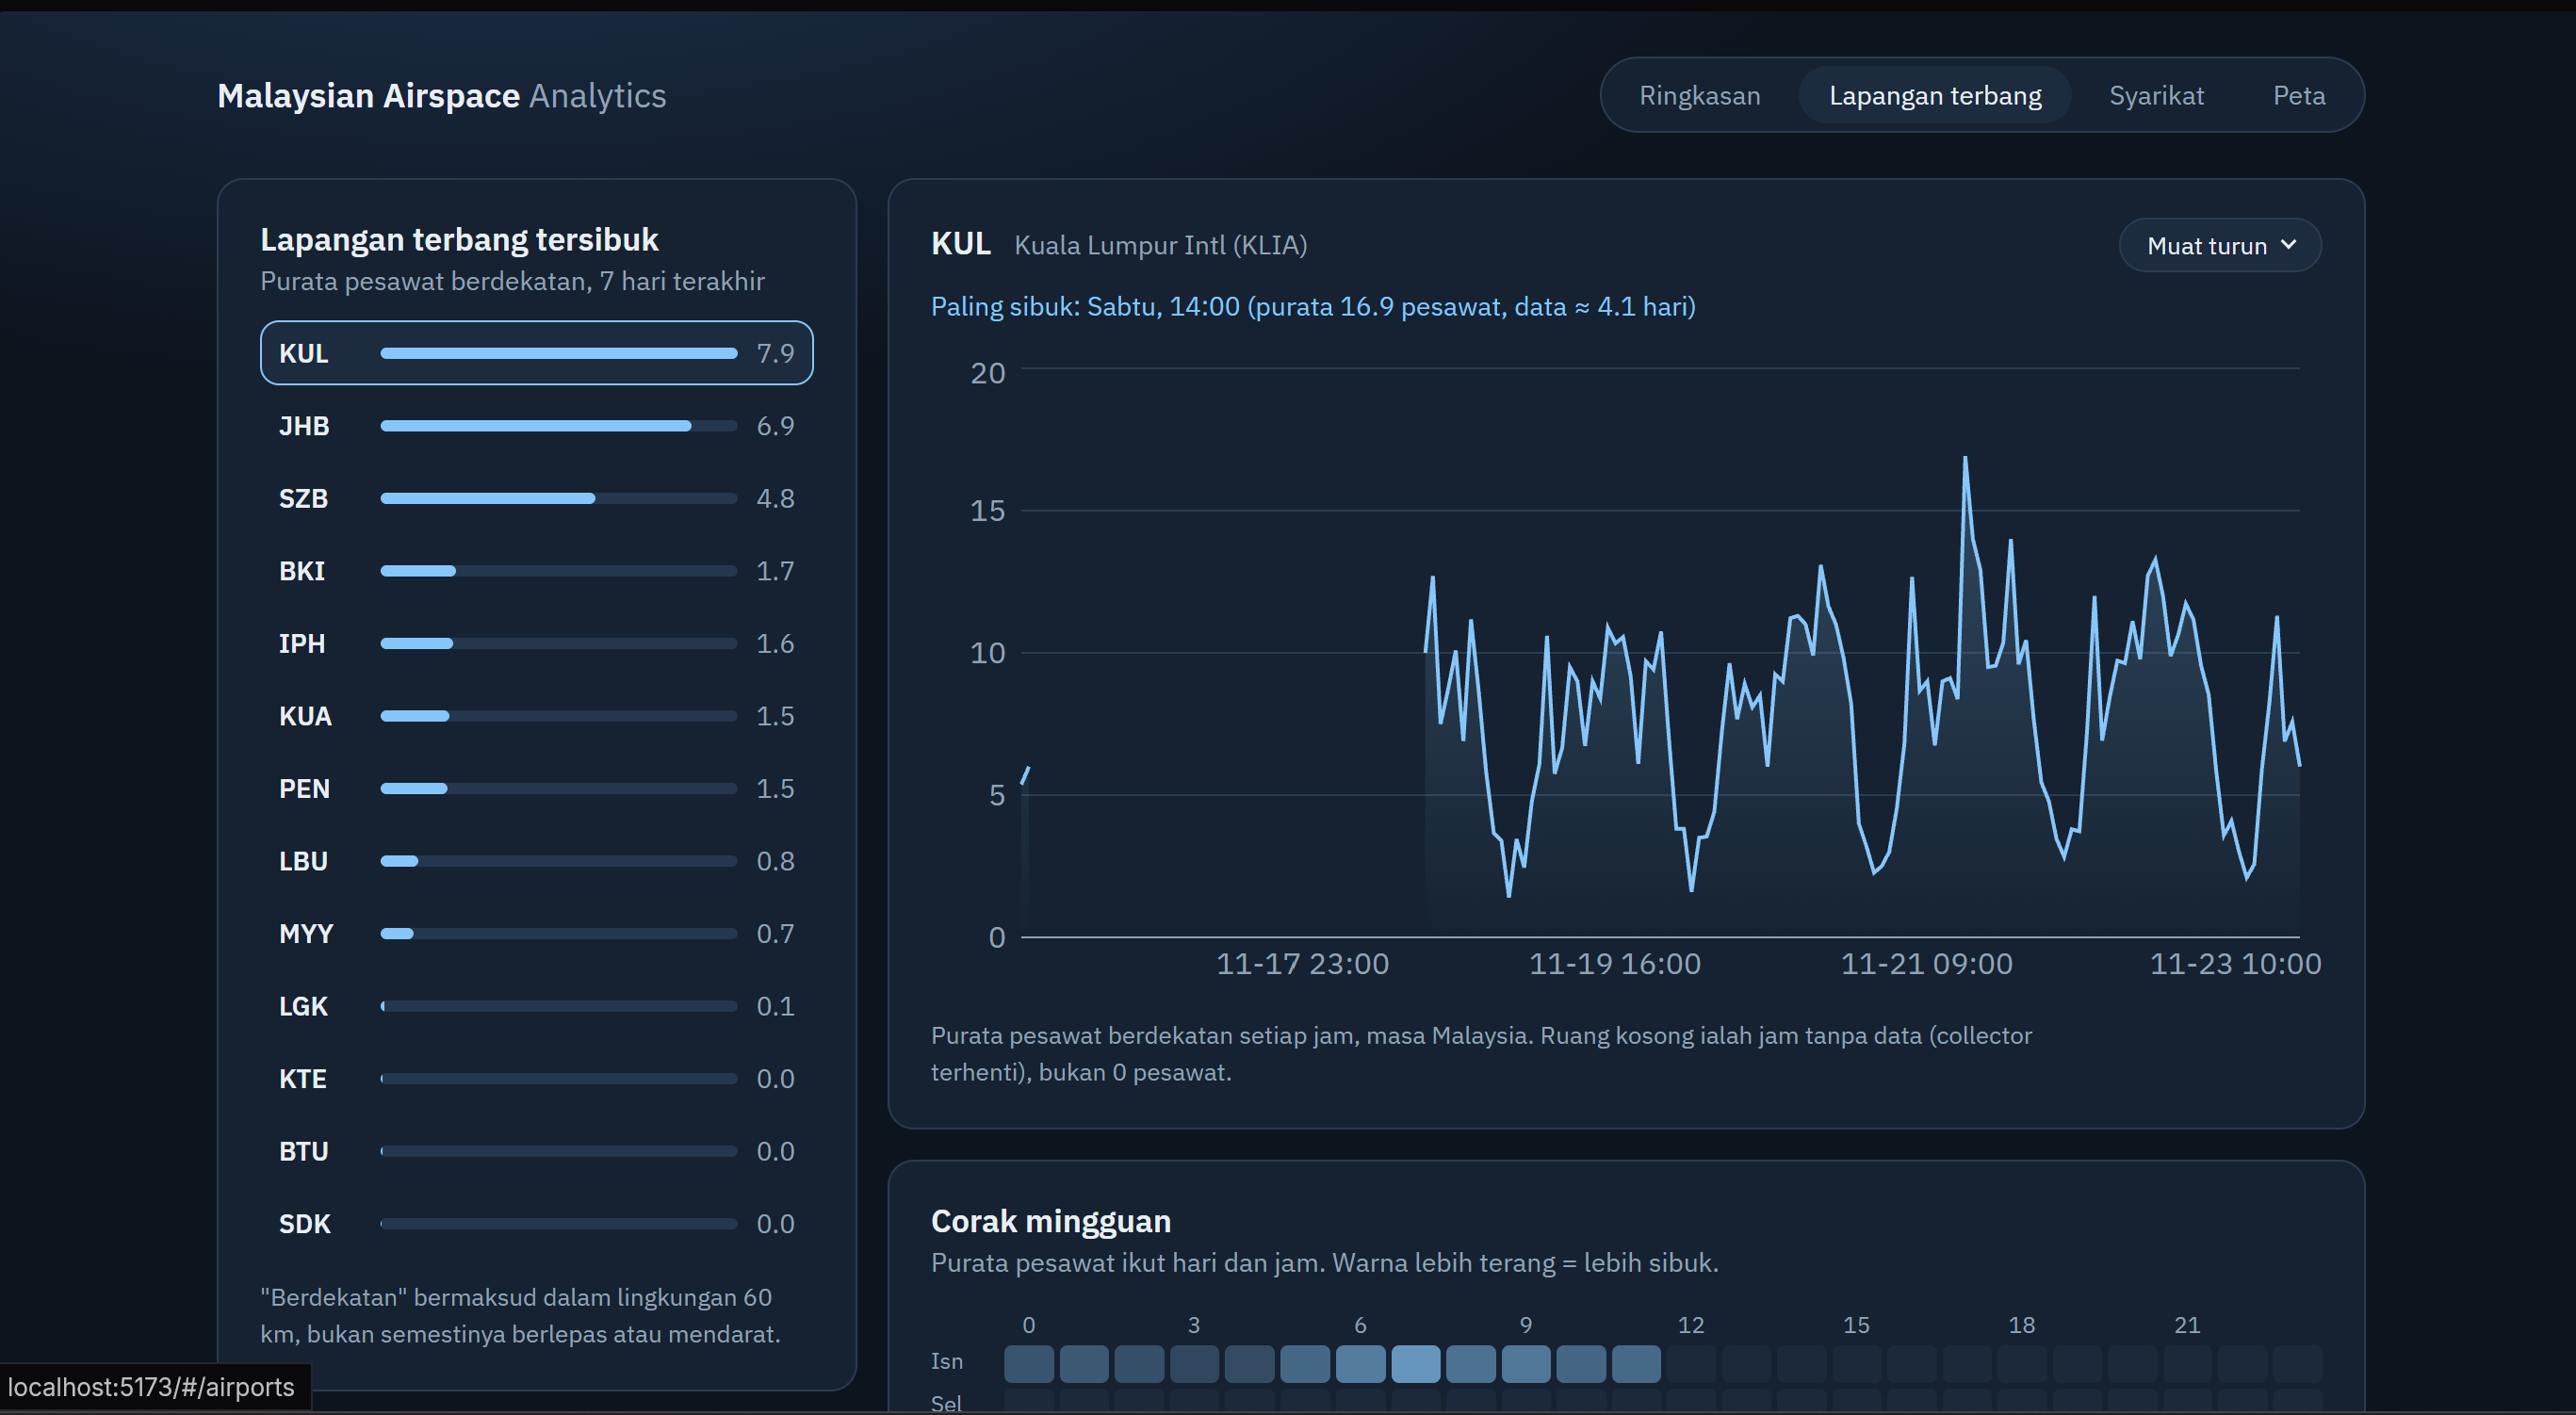 Malaysian Airspace Analytics
Ringkasan
Lapangan terbang
Syarikat
Peta
Lapangan terbang tersibuk
Purata pesawat berdekatan, 7 hari terakhir
KUL 7.9
JHB 6.9
SZB 4.8
BKI 1.7
IPH 1.6
KUA 1.5
PEN 1.5
LBU 0.8
MYY 0.7
LGK 0.1
KTE 0.0
BTU 0.0
SDK 0.0
"Berdekatan" bermaksud dalam lingkungan 60
km, bukan semestinya berlepas atau mendarat.
KUL Kuala Lumpur Intl (KLIA)
Muat turun
Paling sibuk: Sabtu, 14:00 (purata 16.9 pesawat, data ≈ 4.1 hari)
20
15
10
5
0
11-17 23:00 11-19 16:00 11-21 09:00 11-23 10:00
Purata pesawat berdekatan setiap jam, masa Malaysia. Ruang kosong ialah jam tanpa data (collector
terhenti), bukan 0 pesawat.
Corak mingguan
Purata pesawat ikut hari dan jam. Warna lebih terang = lebih sibuk.
0 3 6 9 12 15 18 21
Isn
Sel
localhost:5173/#/airports